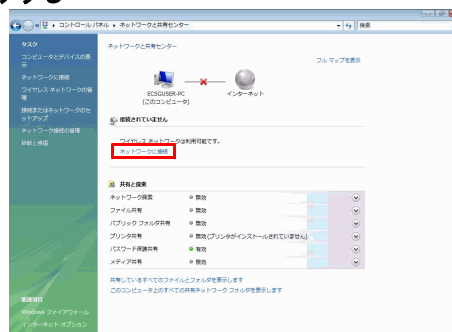 コントロール パネル ▸ ネットワークと共有センター
検索
タスク
コンピュータとデバイスの表示
ネットワークに接続
ワイヤレス ネットワークの管理
接続またはネットワークのセットアップ
ネットワーク接続の管理
診断と修復
ネットワークと共有センター
フル マップを表示
ECSGUSER-PC
(このコンピュータ)
インターネット
接続されていません
ワイヤレス ネットワークは利用可能です。
ネットワークに接続
共有と探索
ネットワーク探索 無効
ファイル共有 無効
パブリック フォルダ共有 無効
プリンタ共有 無効(プリンタがインストールされていません)
パスワード保護共有 有効
メディア共有 無効
共有しているすべてのファイルとフォルダを表示します
このコンピュータ上のすべての共有ネットワーク フォルダを表示します
関連項目
Windows ファイアウォール
インターネット オプション